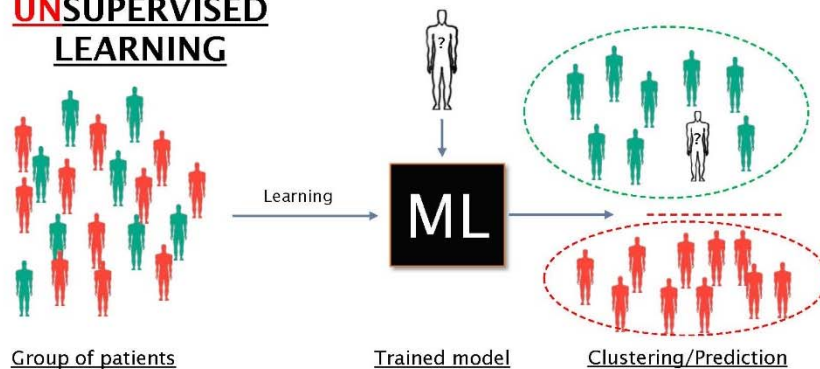 UNSUPERVISED
LEARNING
?
Learning
ML
?
Group of patients
Trained model
Clustering/Prediction